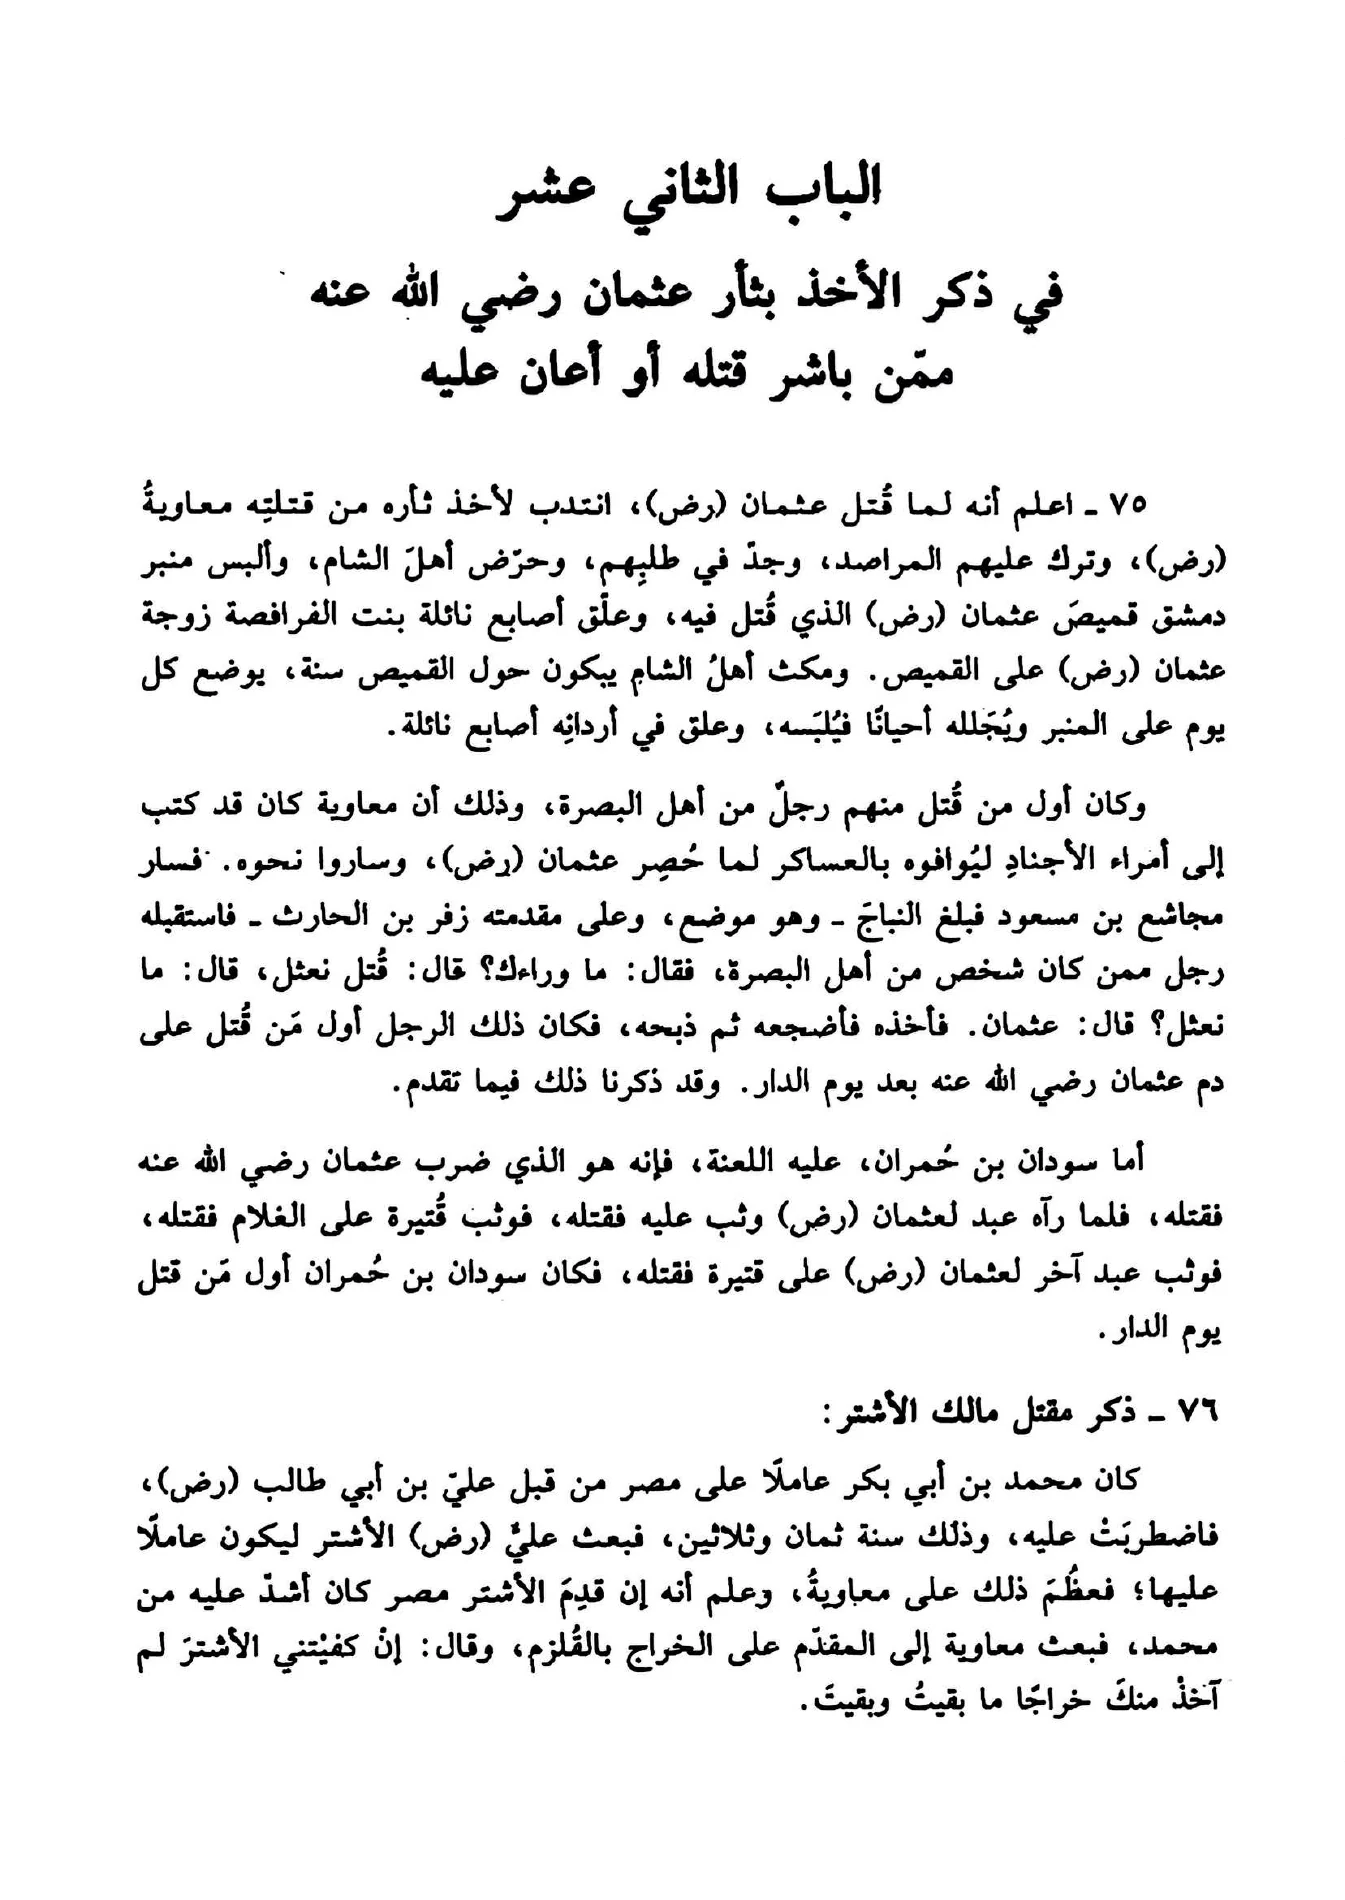 الباب الثاني عشر
في ذكر الأخذ بثأر عثمان رضي الله عنه
ممّن باشر قتله أو أعان عليه
٧٥ ـ اعلم أنه لما قُتل عثمان (رض)، انتدب لأخذ ثأره من قتلتِه معاويةُ
(رض)، وترك عليهم المراصد، وجدّ في طلبِهم، وحرّض أهلَ الشام، وألبس منبر
دمشق قميصَ عثمان (رض) الذي قُتل فيه، وعلّق أصابع نائلة بنت الفرافصة زوجة
عثمان (رض) على القميص. ومكث أهلُ الشامِ يبكون حول القميص سنة، يوضع كل
يوم على المنبر ويُجَلله أحيانًا فيُلبَسه، وعلق في أردانِه أصابع نائلة.
وكان أول من قُتل منهم رجلٌ من أهل البصرة، وذلك أن معاوية كان قد كتب
إلى أمراء الأجنادِ ليُوافوه بالعساكر لما حُصِر عثمان (رض)، وساروا نحوه. فسار
مجاشع بن مسعود فبلغ النباجَ ـ وهو موضع، وعلى مقدمته زفر بن الحارث ـ فاستقبله
رجل ممن كان شخص من أهل البصرة، فقال: ما وراءك؟ قال: قُتل نعثل، قال: ما
نعثل؟ قال: عثمان. فأخذه فأضجعه ثم ذبحه، فكان ذلك الرجل أول مَن قُتل على
دم عثمان رضي الله عنه بعد يوم الدار. وقد ذكرنا ذلك فيما تقدم.
أما سودان بن حُمران، عليه اللعنة، فإنه هو الذي ضرب عثمان رضي الله عنه
فقتله، فلما رآه عبد لعثمان (رض) وثب عليه فقتله، فوثب قُتيرة على الغلام فقتله،
فوثب عبد آخر لعثمان (رض) على قتيرة فقتله، فكان سودان بن حُمران أول مَن قتل
يوم الدار.
٧٦ ـ ذكر مقتل مالك الأشتر:
كان محمد بن أبي بكر عاملًا على مصر من قبل عليّ بن أبي طالب (رض)،
فاضطربَتْ عليه، وذلك سنة ثمان وثلاثين، فبعث عليٌّ (رض) الأشتر ليكون عاملًا
عليها؛ فعظُمَ ذلك على معاويةُ، وعلم أنه إن قدِمَ الأشتر مصر كان أشدّ عليه من
محمد، فبعث معاوية إلى المقدّم على الخراج بالقُلزم، وقال: إنْ كفيْتني الأشترَ لم
آخذْ منكَ خراجًا ما بقيتُ وبقيتَ.